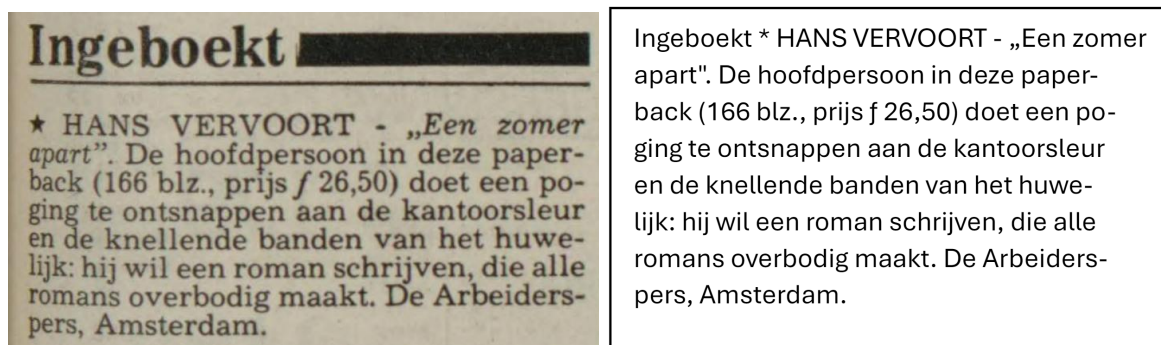 Ingeboekt
★ HANS VERVOORT - „Een zomer
apart”. De hoofdpersoon in deze paper-
back (166 blz., prijs ƒ 26,50) doet een po-
ging te ontsnappen aan de kantoorsleur
en de knellende banden van het huwe-
lijk: hij wil een roman schrijven, die alle
romans overbodig maakt. De Arbeiders-
pers, Amsterdam.
Ingeboekt * HANS VERVOORT - „Een zomer
apart". De hoofdpersoon in deze paper-
back (166 blz., prijs ƒ 26,50) doet een po-
ging te ontsnappen aan de kantoorsleur
en de knellende banden van het huwe-
lijk: hij wil een roman schrijven, die alle
romans overbodig maakt. De Arbeiders-
pers, Amsterdam.